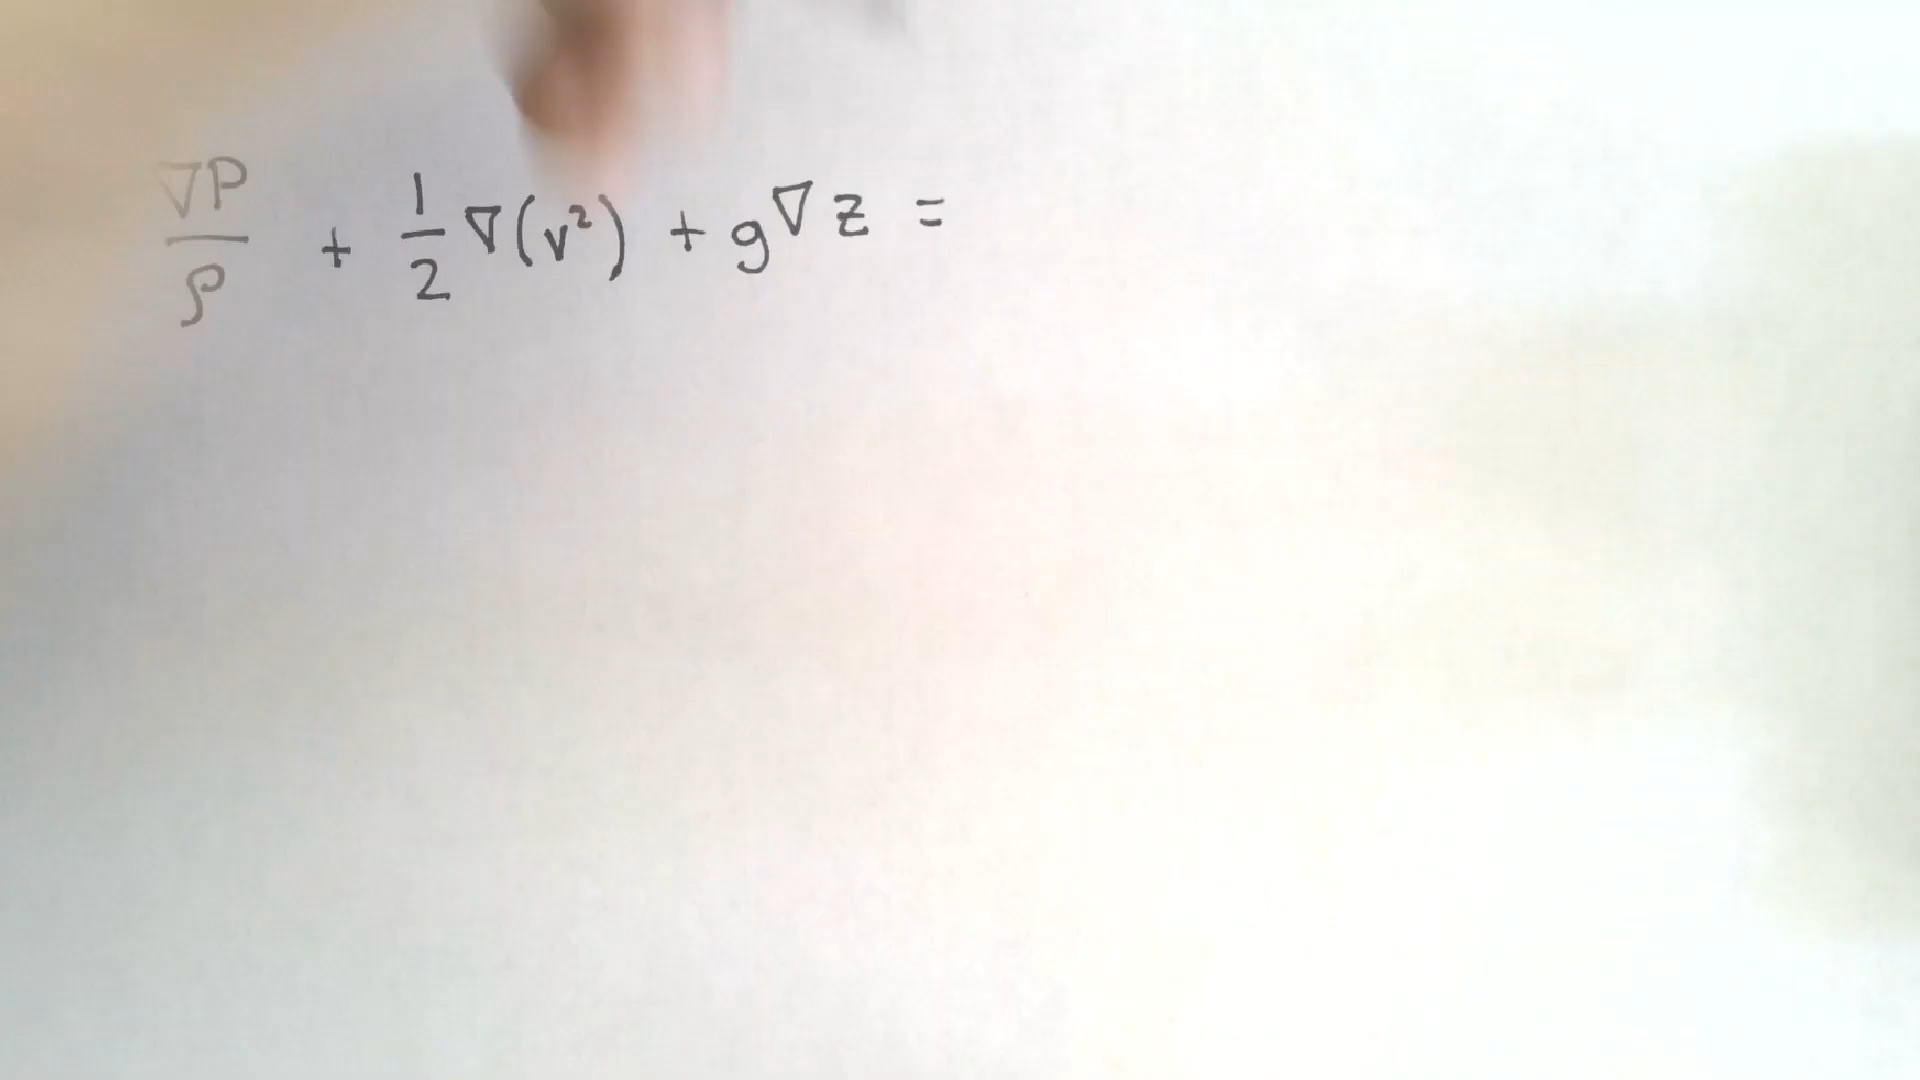 ∇P/ρ + 1/2 ∇(v²) + g∇z =